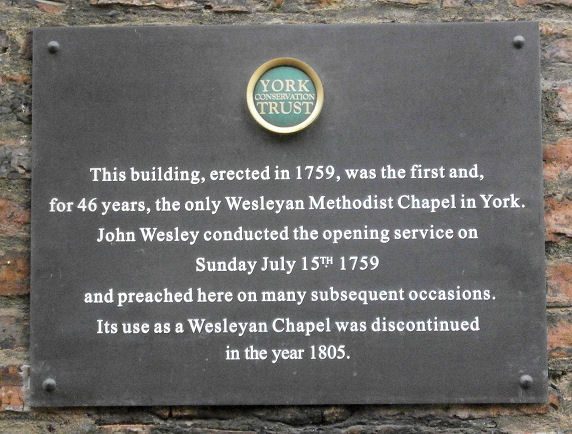 YORK
CONSERVATION
TRUST
This building, erected in 1759, was the first and,
for 46 years, the only Wesleyan Methodist Chapel in York.
John Wesley conducted the opening service on
Sunday July 15TH 1759
and preached here on many subsequent occasions.
Its use as a Wesleyan Chapel was discontinued
in the year 1805.